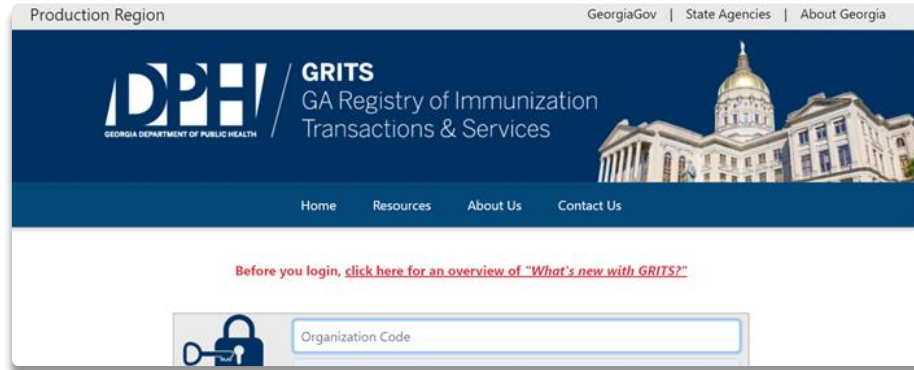 Production Region
GeorgiaGov | State Agencies | About Georgia
DPH
GEORGIA DEPARTMENT OF PUBLIC HEALTH
GRITS
GA Registry of Immunization
Transactions & Services
Home Resources About Us Contact Us
Before you login, click here for an overview of "What's new with GRITS?"
Organization Code